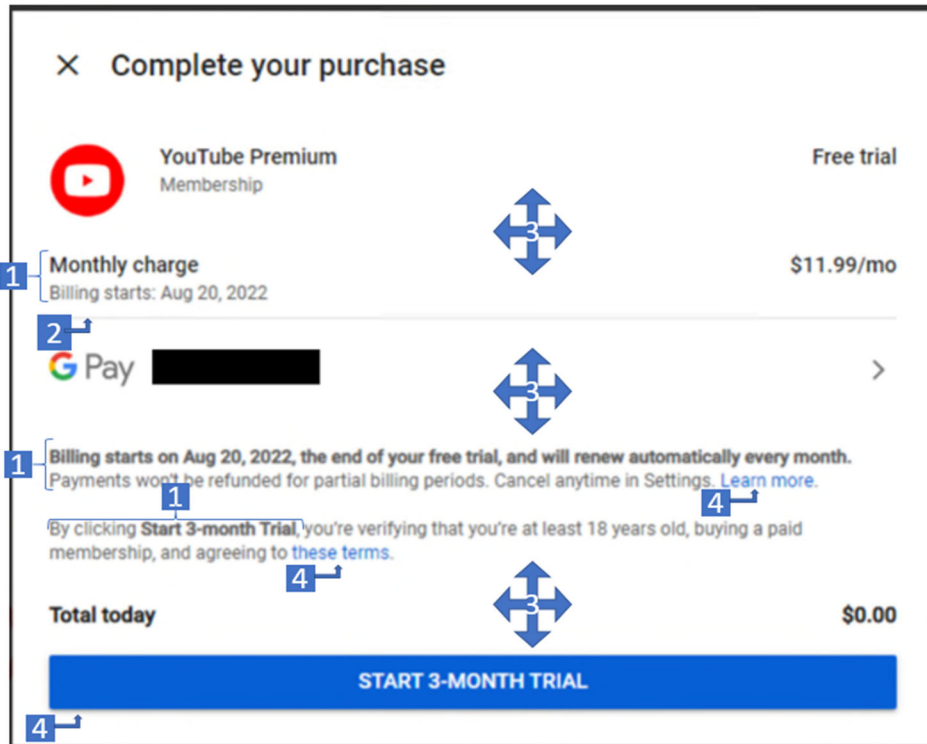 × Complete your purchase
YouTube Premium Free trial
Membership
3
1 Monthly charge $11.99/mo
Billing starts: Aug 20, 2022
2
G Pay
3
1 Billing starts on Aug 20, 2022, the end of your free trial, and will renew automatically every month.
Payments won't be refunded for partial billing periods. Cancel anytime in Settings. Learn more.
1 4
By clicking Start 3-month Trial, you're verifying that you're at least 18 years old, buying a paid
membership, and agreeing to these terms.
4
3
Total today $0.00
START 3-MONTH TRIAL
4